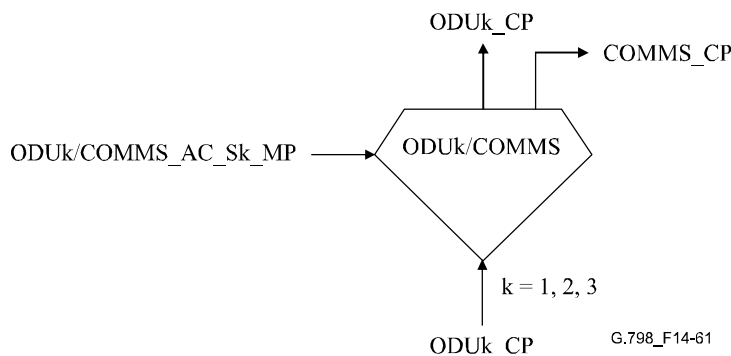 ODUk_CP
COMMS_CP
ODUk/COMMS_AC_Sk_MP
ODUk/COMMS
k = 1, 2, 3
ODUk_CP
G.798_F14-61